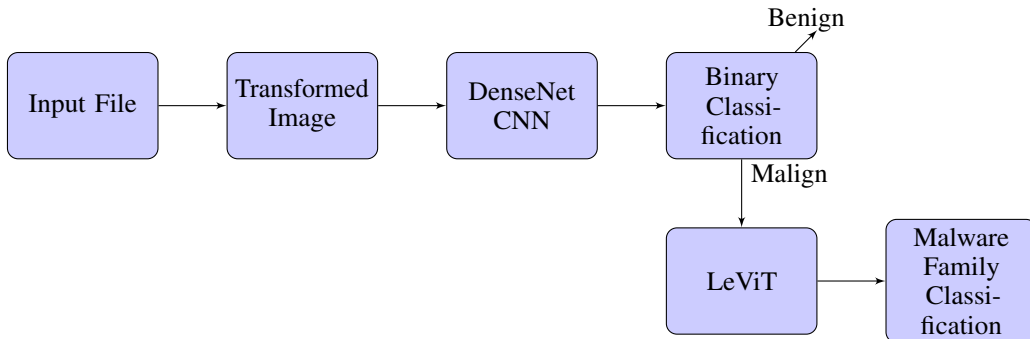 Input File
Transformed
Image
DenseNet
CNN
Binary
Classi-
fication
Benign
Malign
LeViT
Malware
Family
Classi-
fication